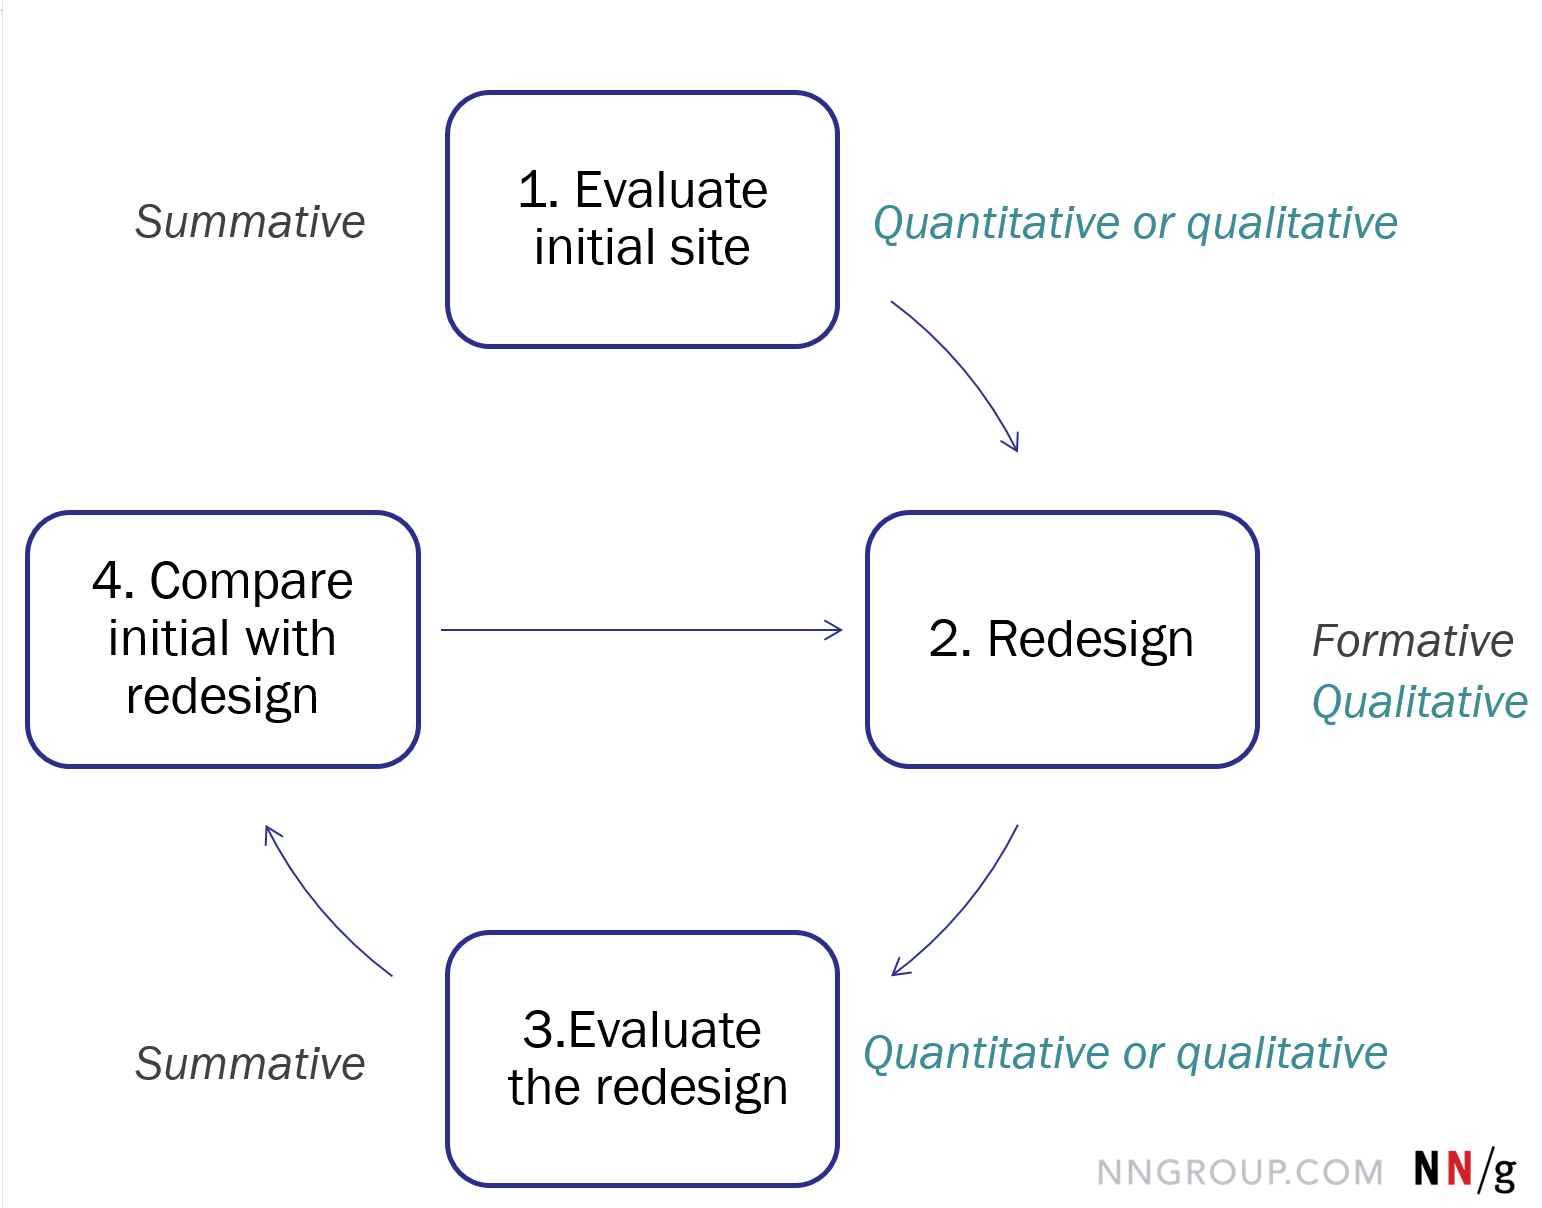 1. Evaluate
initial site
Summative
Quantitative or qualitative
4. Compare
initial with
redesign
2. Redesign
Formative
Qualitative
3.Evaluate
the redesign
Summative
Quantitative or qualitative
NNGROUP.COM NN/g